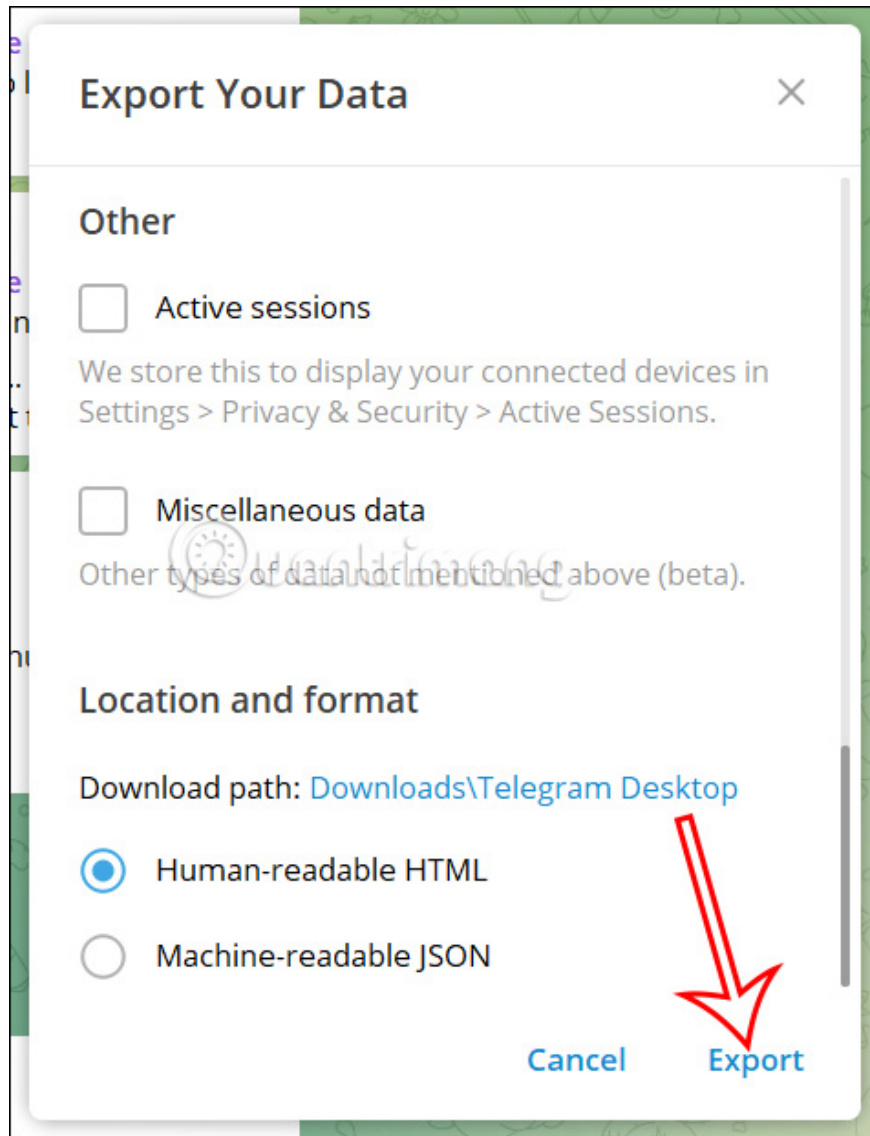 Export Your Data
Other
Active sessions
We store this to display your connected devices in
Settings > Privacy & Security > Active Sessions.
Miscellaneous data
Quantrimang
Other types of data not mentioned above (beta).
Location and format
Download path: Downloads\Telegram Desktop
Human-readable HTML
Machine-readable JSON
Cancel Export